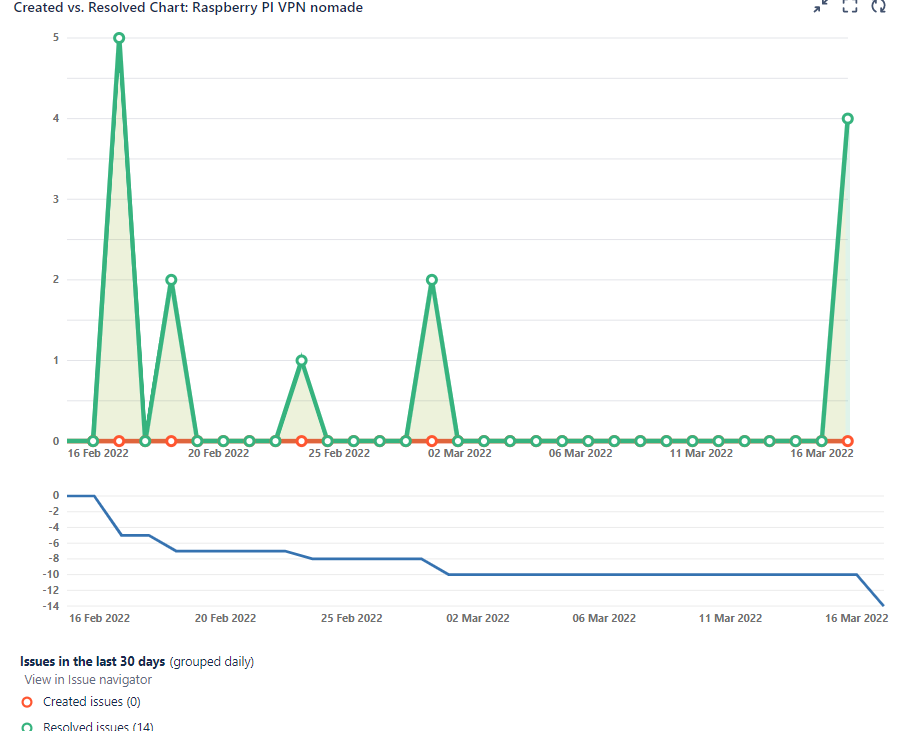 Created vs. Resolved Chart: Raspberry PI VPN nomade
5
4
3
2
1
0
16 Feb 2022 20 Feb 2022 25 Feb 2022 02 Mar 2022 06 Mar 2022 11 Mar 2022 16 Mar 2022
0
-2
-4
-6
-8
-10
-12
-14
16 Feb 2022 20 Feb 2022 25 Feb 2022 02 Mar 2022 06 Mar 2022 11 Mar 2022 16 Mar 2022
Issues in the last 30 days (grouped daily)
View in Issue navigator
Created issues (0)
Resolved issues (14)